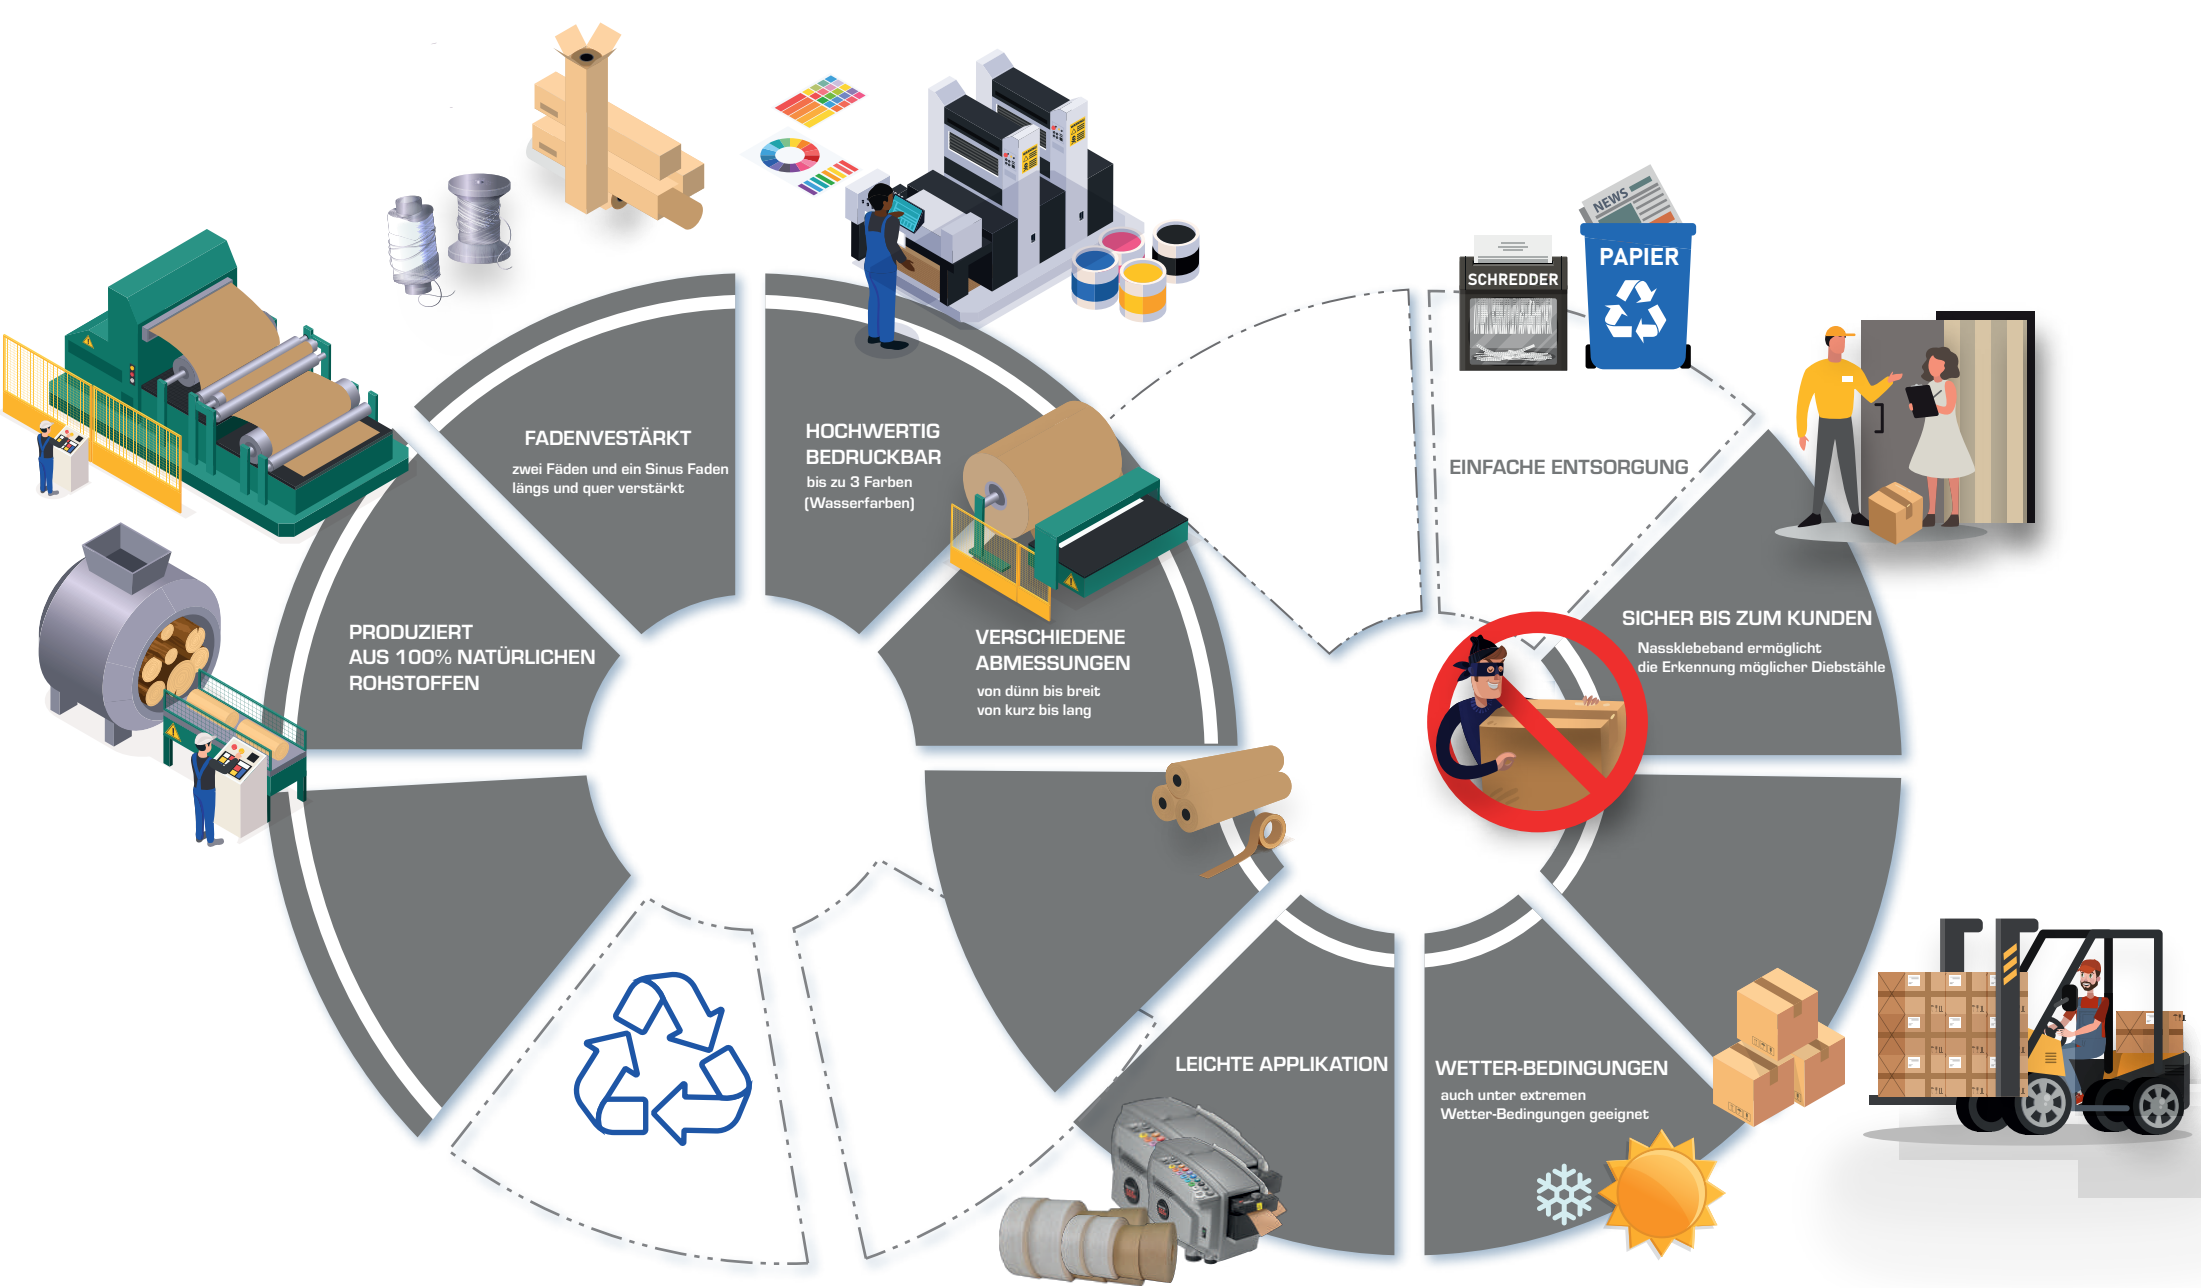 NEWS
PAPIER
SCHREDDER
FADENVESTÄRKT
zwei Fäden und ein Sinus Faden
längs und quer verstärkt
HOCHWERTIG
BEDRUCKBAR
bis zu 3 Farben
(Wasserfarben)
EINFACHE ENTSORGUNG
PRODUZIERT
AUS 100% NATÜRLICHEN
ROHSTOFFEN
VERSCHIEDENE
ABMESSUNGEN
von dünn bis breit
von kurz bis lang
SICHER BIS ZUM KUNDEN
Nassklebeband ermöglicht
die Erkennung möglicher Diebstähle
LEICHTE APPLIKATION
WETTER-BEDINGUNGEN
auch unter extremen
Wetter-Bedingungen geeignet